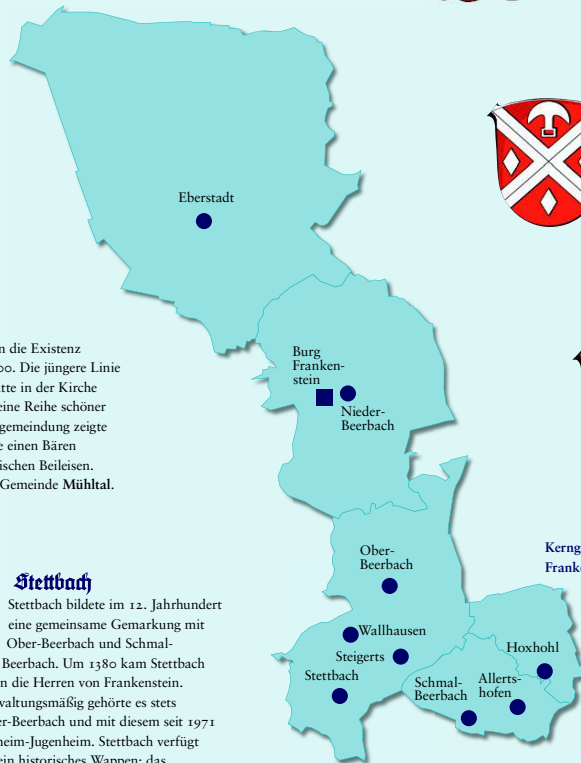 Eberstadt
n die Existenz
oo. Die jüngere Linie
tte in der Kirche
eine Reihe schöner
gemeindung zeigte
e einen Bären
ischen Beileisen.
Gemeinde Mühltal.
Burg
Franken-
stein
Nieder-
Beerbach
Ober-
Beerbach
Wallhausen
Steigerts
Stettbach
Schmal-
Beerbach
Allerts-
hofen
Hoxhohl
Kerng
Franke
Stettbach
Stettbach bildete im 12. Jahrhundert
eine gemeinsame Gemarkung mit
Ober-Beerbach und Schmal-
Beerbach. Um 1380 kam Stettbach
n die Herren von Frankenstein.
waltungsmäßig gehörte es stets
er-Beerbach und mit diesem seit 1971
heim-Jugenheim. Stettbach verfügt
ein historisches Wappen; das